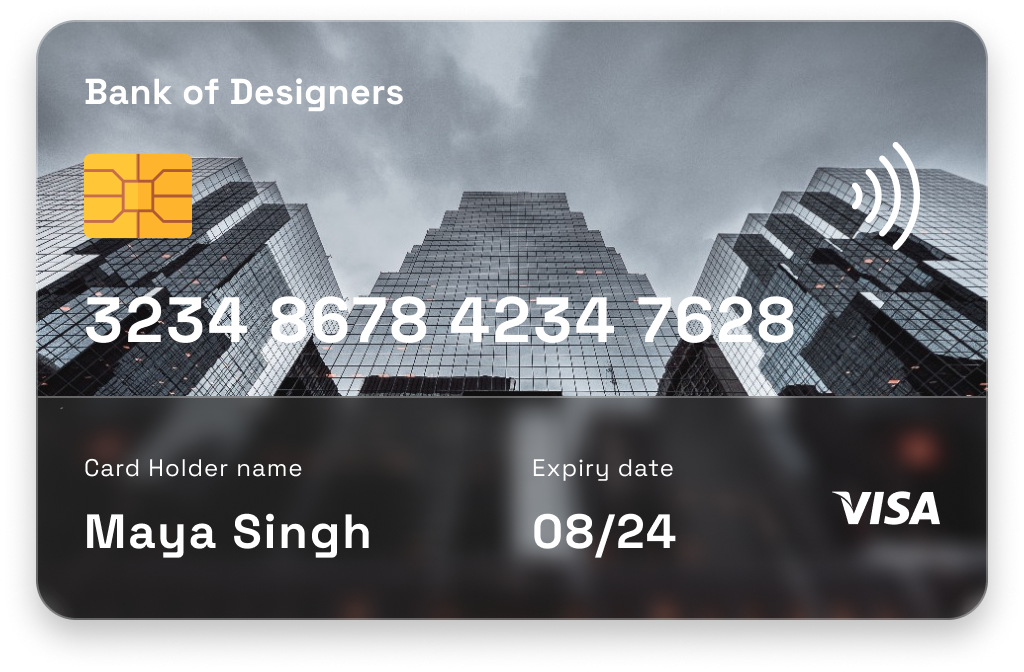 Bank of Designers
3234 8678 4234 7628
Card Holder name
Maya Singh
Expiry date
08/24
VISA